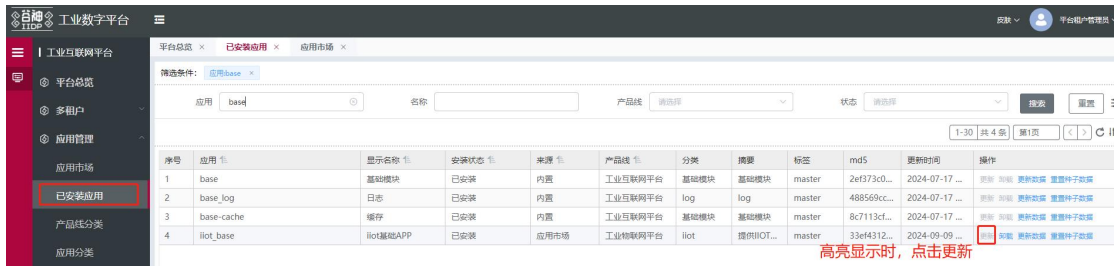 谷神 IIDP 工业数字平台
皮肤 平台租户管理员
工业互联网平台
平台总览 × 已安装应用 × 应用市场 ×
平台总览
多租户
应用管理
应用市场
已安装应用
产品线分类
应用分类
筛选条件: 应用:base ×
应用 base 名称 产品线 请选择 状态 请选择 搜索 重置
1-30 共 4 条 第1页
序号 应用 显示名称 安装状态 来源 产品线 分类 摘要 标签 md5 更新时间 操作
1 base 基础模块 已安装 内置 工业互联网平台 基础模块 基础模块 master 2ef373c0... 2024-07-17 ... 更新 卸载 更新数据 重置种子数据
2 base_log 日志 已安装 内置 工业互联网平台 log log master 488569cc... 2024-07-17 ... 更新 卸载 更新数据 重置种子数据
3 base-cache 缓存 已安装 内置 工业互联网平台 基础模块 基础模块 master 8c7113cf... 2024-07-17 ... 更新 卸载 更新数据 重置种子数据
4 iiot_base iiot基础APP 已安装 应用市场 工业物联网平台 iiot 提供IIOT... master 33ef4312... 2024-09-09 ... 更新 卸载 更新数据 重置种子数据
高亮显示时，点击更新